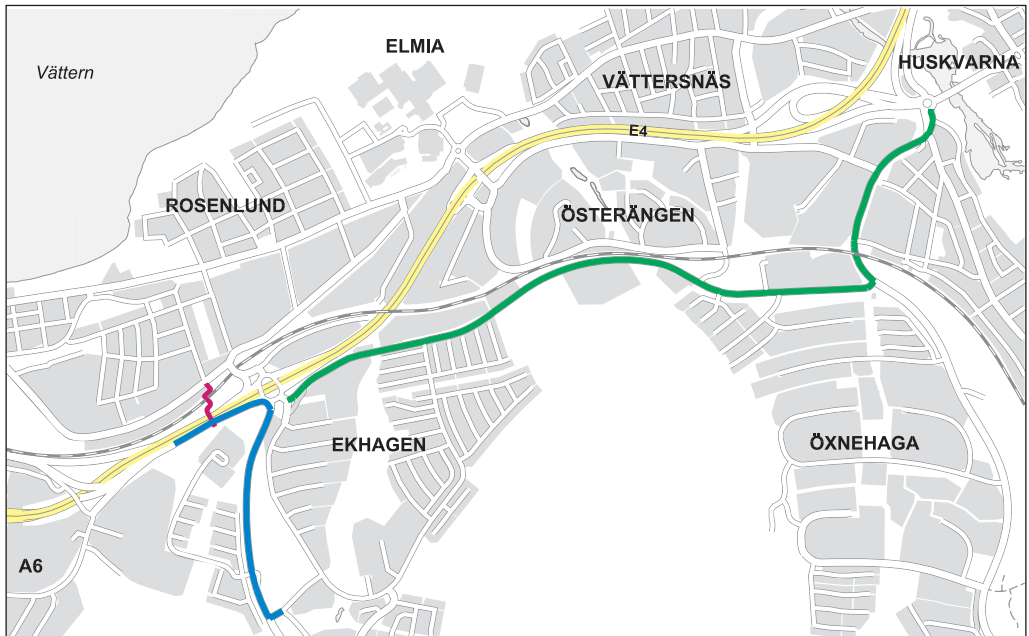 ELMIA
HUSKVARNA
Vättern
VÄTTERSNÄS
E4
ROSENLUND
ÖSTERÄNGEN
EKHAGEN
ÖXNEHAGA
A6